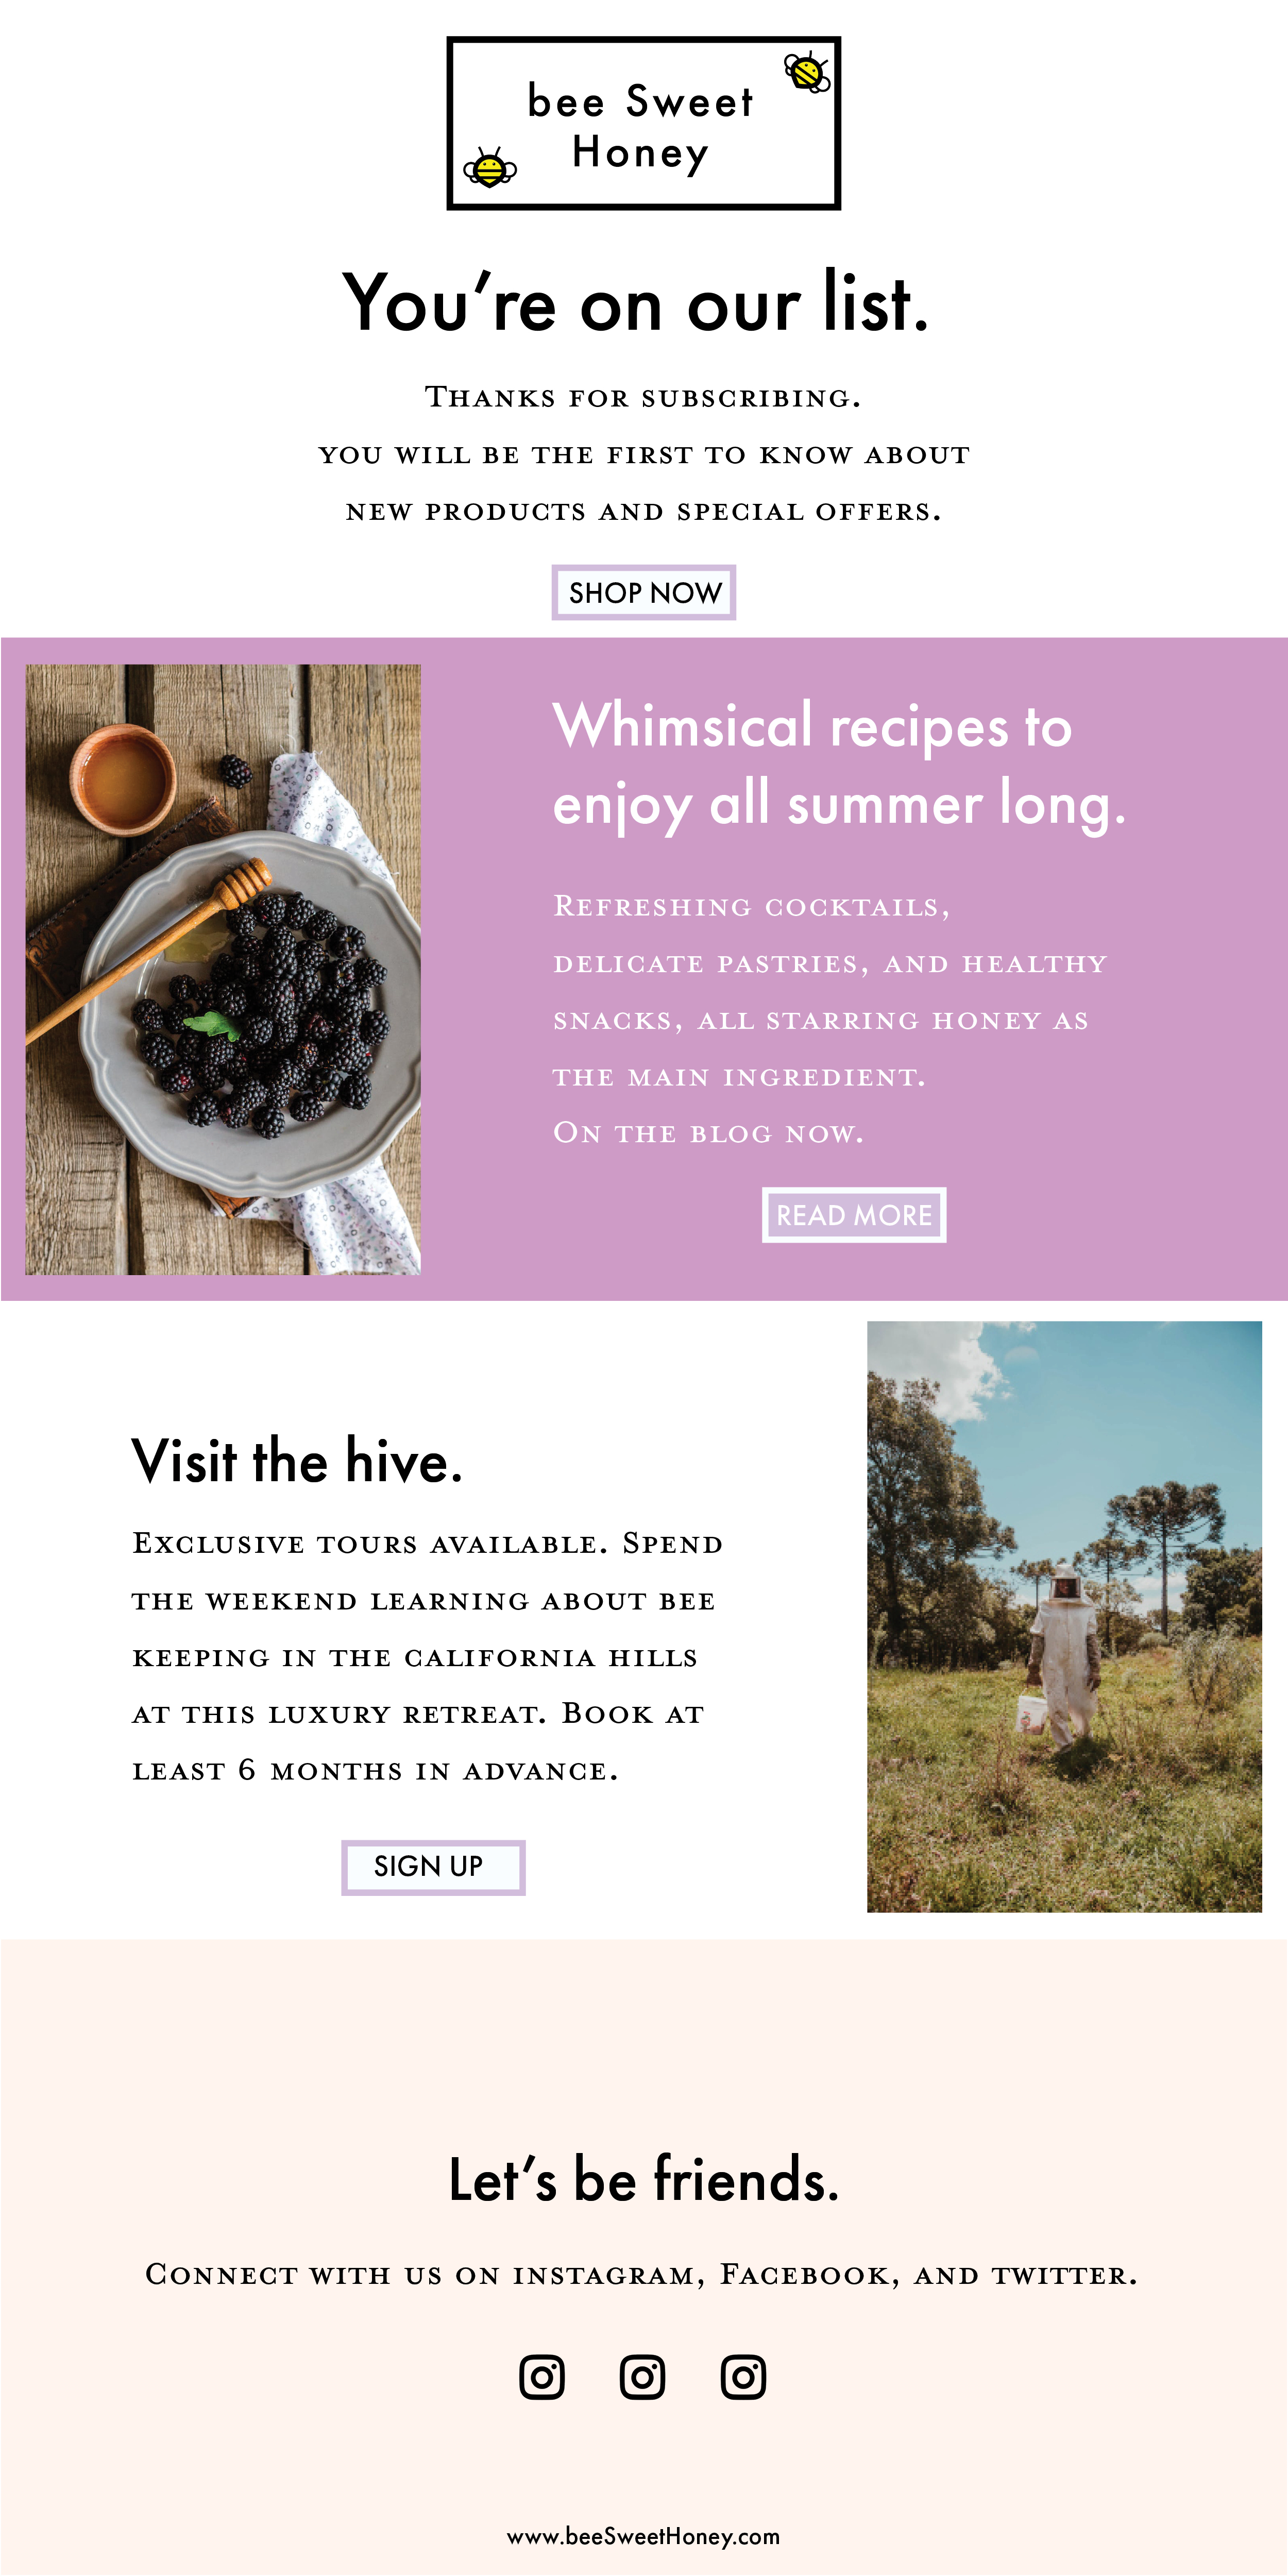 bee Sweet
Honey
You’re on our list.
Thanks for subscribing.
you will be the first to know about
new products and special offers.
SHOP NOW
Whimsical recipes to
enjoy all summer long.
Refreshing cocktails,
delicate pastries, and healthy
snacks, all starring honey as
the main ingredient.
On the blog now.
READ MORE
Visit the hive.
Exclusive tours available. Spend
the weekend learning about bee
keeping in the california hills
at this luxury retreat. Book at
least 6 months in advance.
SIGN UP
Let’s be friends.
Connect with us on instagram, Facebook, and twitter.
www.beeSweetHoney.com